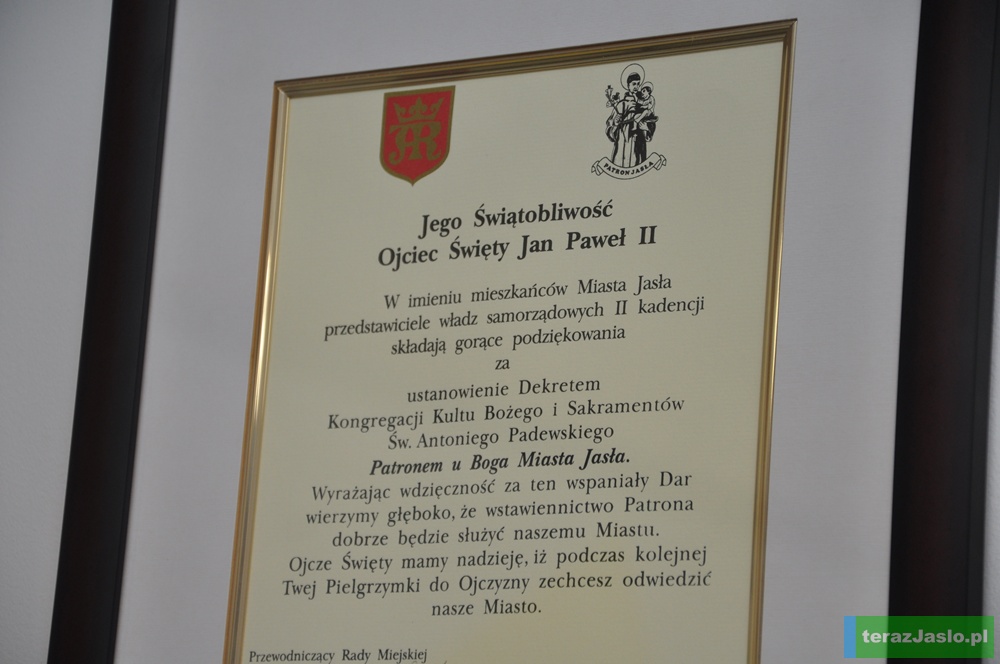 JR
PATRON JASŁA
Jego Świątobliwość
Ojciec Święty Jan Paweł II
W imieniu mieszkańców Miasta Jasła
przedstawiciele władz samorządowych II kadencji
składają gorące podziękowania
za
ustanowienie Dekretem
Kongregacji Kultu Bożego i Sakramentów
Św. Antoniego Padewskiego
Patronem u Boga Miasta Jasła.
Wyrażając wdzięczność za ten wspaniały Dar
wierzymy głęboko, że wstawiennictwo Patrona
dobrze będzie służyć naszemu Miastu.
Ojcze Święty mamy nadzieję, iż podczas kolejnej
Twej Pielgrzymki do Ojczyzny zechcesz odwiedzić
nasze Miasto.
Przewodniczący Rady Miejskiej
terazJaslo.pl